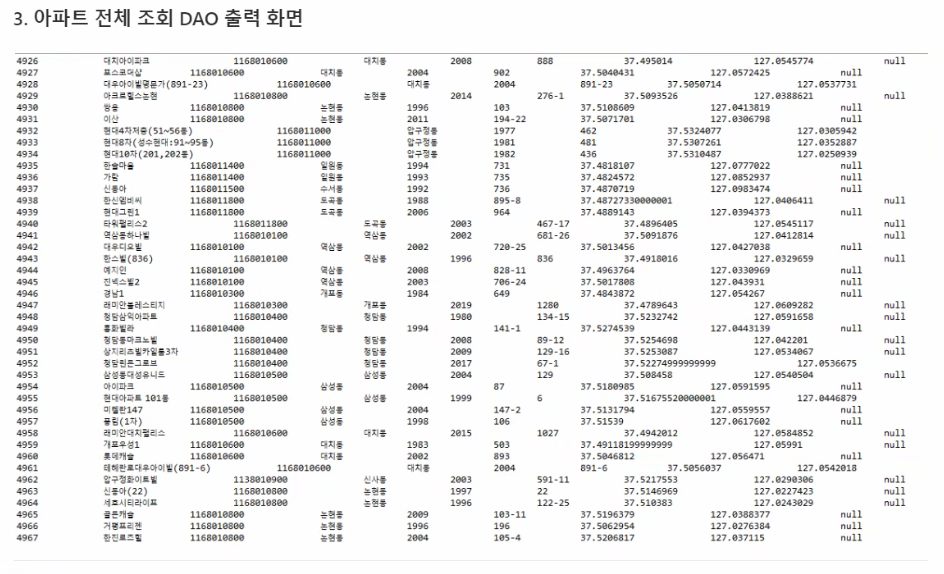 3. 아파트 전체 조회 DAO 출력 화면
4926 대치아이파크 1168010600 대치동 2008 888 37.495014 127.0545774 null
4927 포스코더샵 1168010600 대치동 2004 902 37.5040431 127.0572425 null
4928 대우아이빌명문가(891-23) 1168010600 대치동 2004 891-23 37.5050714 127.0537731
4929 아크로힐스논현 1168010800 논현동 2014 276-1 37.5093526 127.0388621 null
4930 쌍용 1168010800 논현동 1996 103 37.5108609 127.0413819 null
4931 이산 1168010800 논현동 2011 194-22 37.5071701 127.0306798 null
4932 현대4차저층(51~56동) 1168011000 압구정동 1977 462 37.5324077 127.0305942
4933 현대8차(성수현대:91~95동) 1168011000 압구정동 1981 481 37.5307261 127.0352887
4934 현대10차(201,202동) 1168011000 압구정동 1982 436 37.5310487 127.0250939
4935 한솔마을 1168011400 일원동 1994 731 37.4818107 127.0777022 null
4936 가람 1168011400 일원동 1993 735 37.4824572 127.0852937 null
4937 신동아 1168011500 수서동 1992 736 37.4870719 127.0983474 null
4938 한신엠비씨 1168011800 도곡동 1988 895-8 37.48727330000001 127.0406411 null
4939 현대그린1 1168011800 도곡동 2006 964 37.4889143 127.0394373 null
4940 타워팰리스2 1168011800 도곡동 2003 467-17 37.4896405 127.0545117 null
4941 역삼동하나빌 1168010100 역삼동 2002 681-26 37.5091876 127.0412814 null
4942 대우디오빌 1168010100 역삼동 2002 720-25 37.5013456 127.0427038 null
4943 한스빌(836) 1168010100 역삼동 1996 836 37.4918016 127.0329659 null
4944 예지인 1168010100 역삼동 2008 828-11 37.4963764 127.0330969 null
4945 진넥스빌2 1168010100 역삼동 2003 706-24 37.5017808 127.043931 null
4946 경남1 1168010300 개포동 1984 649 37.4843872 127.054267 null
4947 래미안블레스티지 1168010300 개포동 2019 1280 37.4789643 127.0609282 null
4948 청담삼익아파트 1168010400 청담동 1980 134-15 37.5232742 127.0591658 null
4949 홍화빌라 1168010400 청담동 1994 141-1 37.5274539 127.0443139 null
4950 청담동마크노빌 1168010400 청담동 2008 89-12 37.5254698 127.042201 null
4951 상지리츠빌카일룸3차 1168010400 청담동 2009 129-16 37.5253087 127.0534067 null
4952 청담린든그로브 1168010400 청담동 2017 67-1 37.52274999999999 127.0536675
4953 삼성동대성유니드 1168010500 삼성동 2004 129 37.508458 127.0540504 null
4954 아이파크 1168010500 삼성동 2004 87 37.5180985 127.0591595 null
4955 현대아파트 101동 1168010500 삼성동 1999 6 37.51675520000001 127.0446879
4956 미켈란147 1168010500 삼성동 2004 147-2 37.5131794 127.0559557 null
4957 풍림(1차) 1168010500 삼성동 1998 106 37.51539 127.0617602 null
4958 래미안대치팰리스 1168010600 대치동 2015 1027 37.4942012 127.0584852 null
4959 개포우성1 1168010600 대치동 1983 503 37.49118199999999 127.05991 null
4960 롯데캐슬 1168010600 대치동 2002 893 37.5046812 127.056471 null
4961 테헤란로대우아이빌(891-6) 1168010600 대치동 2004 891-6 37.5056037 127.0542018
4962 압구정화이트빌 1138010900 신사동 2003 591-11 37.5217553 127.0290306 null
4963 신동아(22) 1168010800 논현동 1997 22 37.5146969 127.0227423 null
4964 세호시티라이프 1168010800 논현동 1996 122-25 37.510383 127.0243029 null
4965 골든캐슬 1168010800 논현동 2009 103-11 37.5196379 127.0388377 null
4966 거평프리젠 1168010800 논현동 1996 196 37.5062954 127.0276384 null
4967 한진로즈힐 1168010800 논현동 2004 105-4 37.5206817 127.037115 null